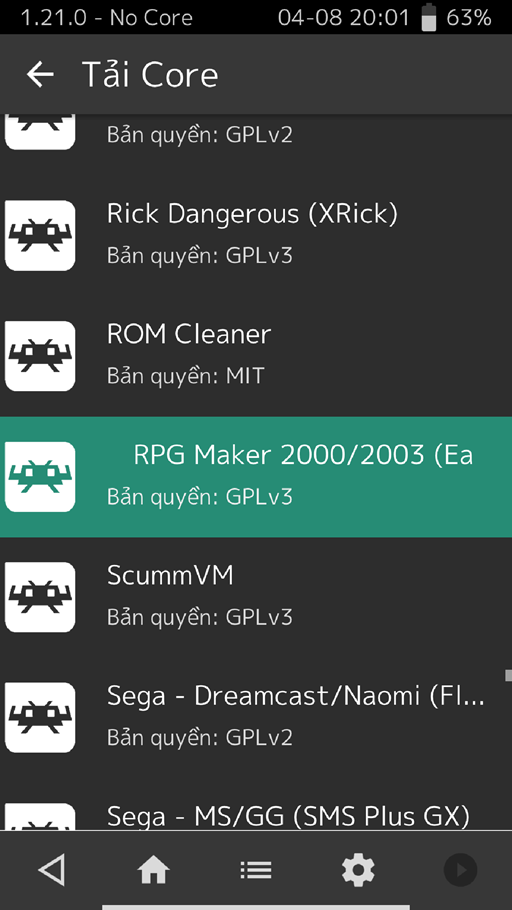 1.21.0 - No Core 04-08 20:01 63%
Tải Core
Bản quyền: GPLv2
Rick Dangerous (XRick)
Bản quyền: GPLv3
ROM Cleaner
Bản quyền: MIT
RPG Maker 2000/2003 (Ea
Bản quyền: GPLv3
ScummVM
Bản quyền: GPLv3
Sega - Dreamcast/Naomi (Fl...
Bản quyền: GPLv2
Sega - MS/GG (SMS Plus GX)